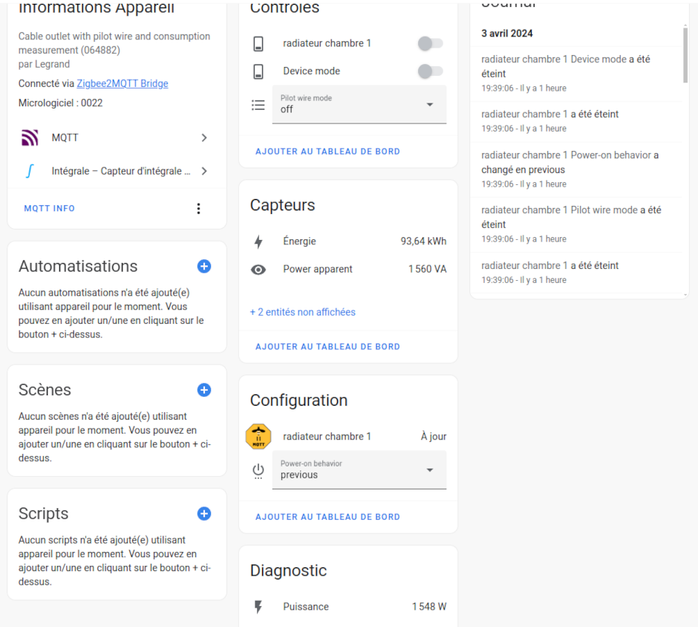 Informations Appareil
Cable outlet with pilot wire and consumption
measurement (064882)
par Legrand
Connecté via Zigbee2MQTT Bridge
Micrologiciel : 0022
MQTT
Intégrale – Capteur d'intégrale ...
MQTT INFO
Automatisations
Aucun automatisations n'a été ajouté(e)
utilisant appareil pour le moment. Vous
pouvez en ajouter un/une en cliquant sur le
bouton + ci-dessus.
Scènes
Aucun scènes n'a été ajouté(e) utilisant
appareil pour le moment. Vous pouvez en
ajouter un/une en cliquant sur le bouton + ci-
dessus.
Scripts
Aucun scripts n'a été ajouté(e) utilisant
appareil pour le moment. Vous pouvez en
ajouter un/une en cliquant sur le bouton + ci-
dessus.
Contrôles
radiateur chambre 1
Device mode
Pilot wire mode
off
AJOUTER AU TABLEAU DE BORD
Capteurs
Énergie 93,64 kWh
Power apparent 1 560 VA
+ 2 entités non affichées
AJOUTER AU TABLEAU DE BORD
Configuration
MQTT
radiateur chambre 1 À jour
Power-on behavior
previous
AJOUTER AU TABLEAU DE BORD
Diagnostic
Puissance 1 548 W
Journal
3 avril 2024
radiateur chambre 1 Device mode a été
éteint
19:39:06 - Il y a 1 heure
radiateur chambre 1 a été éteint
19:39:06 - Il y a 1 heure
radiateur chambre 1 Power-on behavior a
changé en previous
19:39:06 - Il y a 1 heure
radiateur chambre 1 Pilot wire mode a été
éteint
19:39:06 - Il y a 1 heure
radiateur chambre 1 a été éteint
19:39:06 - Il y a 1 heure